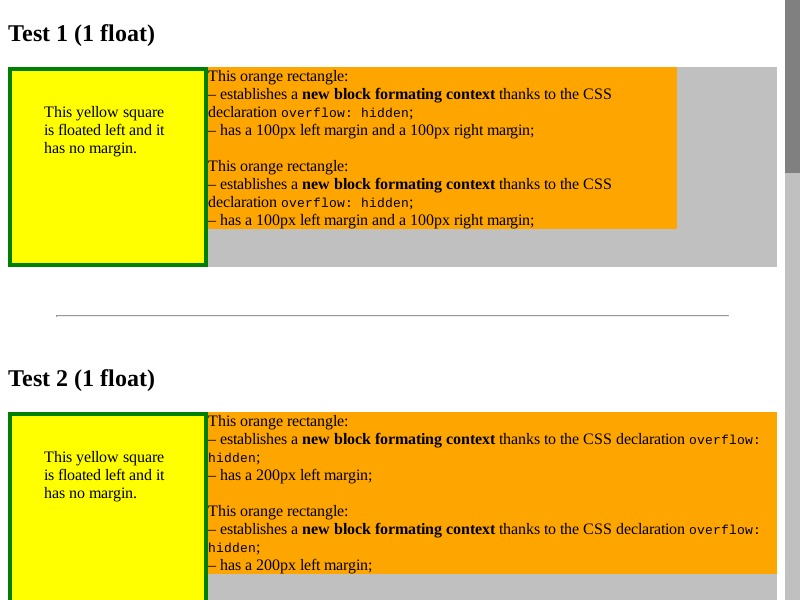 Test 1 (1 float)
This yellow square
is floated left and it
has no margin.
This orange rectangle:
– establishes a new block formating context thanks to the CSS
declaration overflow: hidden;
– has a 100px left margin and a 100px right margin;
This orange rectangle:
– establishes a new block formating context thanks to the CSS
declaration overflow: hidden;
– has a 100px left margin and a 100px right margin;
Test 2 (1 float)
This yellow square
is floated left and it
has no margin.
This orange rectangle:
– establishes a new block formating context thanks to the CSS declaration overflow:
hidden;
– has a 200px left margin;
This orange rectangle:
– establishes a new block formating context thanks to the CSS declaration overflow:
hidden;
– has a 200px left margin;